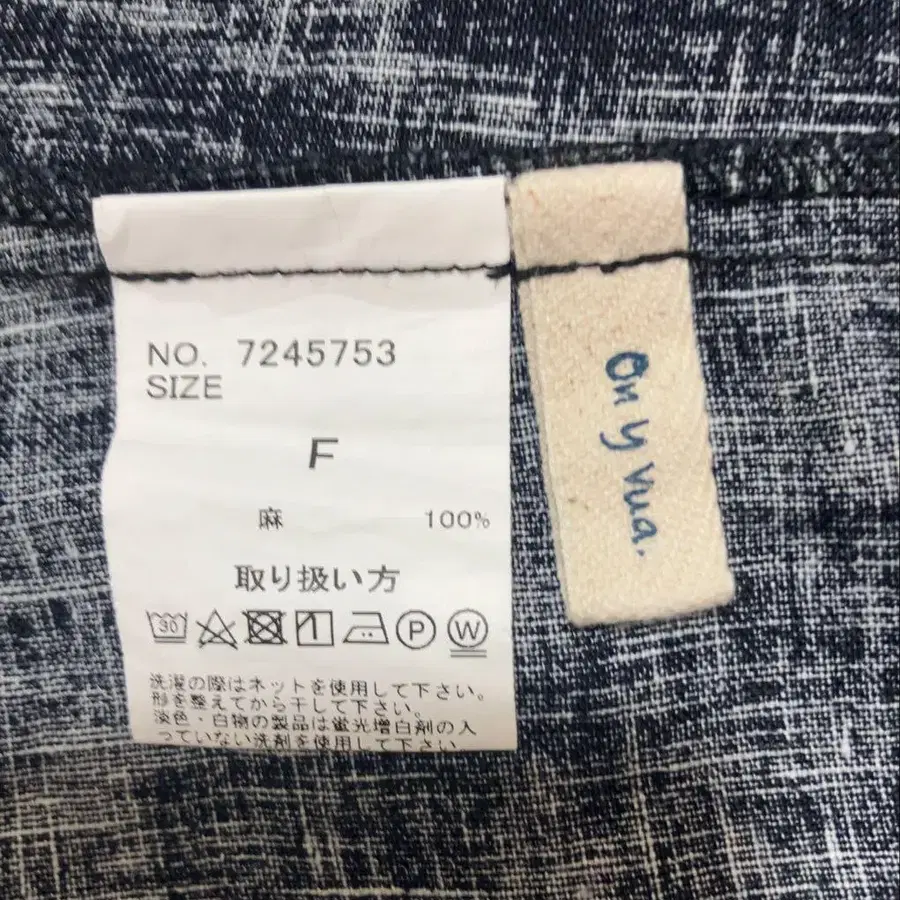 NO. 7245753
SIZE
F
麻 100%
取り扱い方
30 P W
洗濯の際はネットを使用して下さい。
形を整えてから干して下さい。
淡色・白物の製品は蛍光増白剤の入
っていない洗剤を使用して下さい。
On y vua.